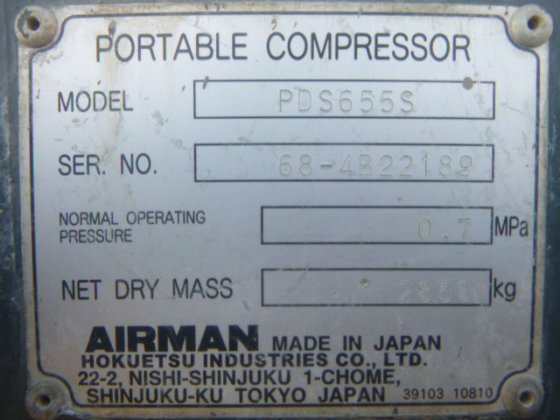 PORTABLE COMPRESSOR
MODEL PDS655S
SER. NO. 68-4B22189
NORMAL OPERATING
PRESSURE 0.7 MPa
NET DRY MASS kg
AIRMAN MADE IN JAPAN
HOKUETSU INDUSTRIES CO., LTD.
22-2, NISHI-SHINJUKU 1-CHOME,
SHINJUKU-KU TOKYO JAPAN 39103 10810